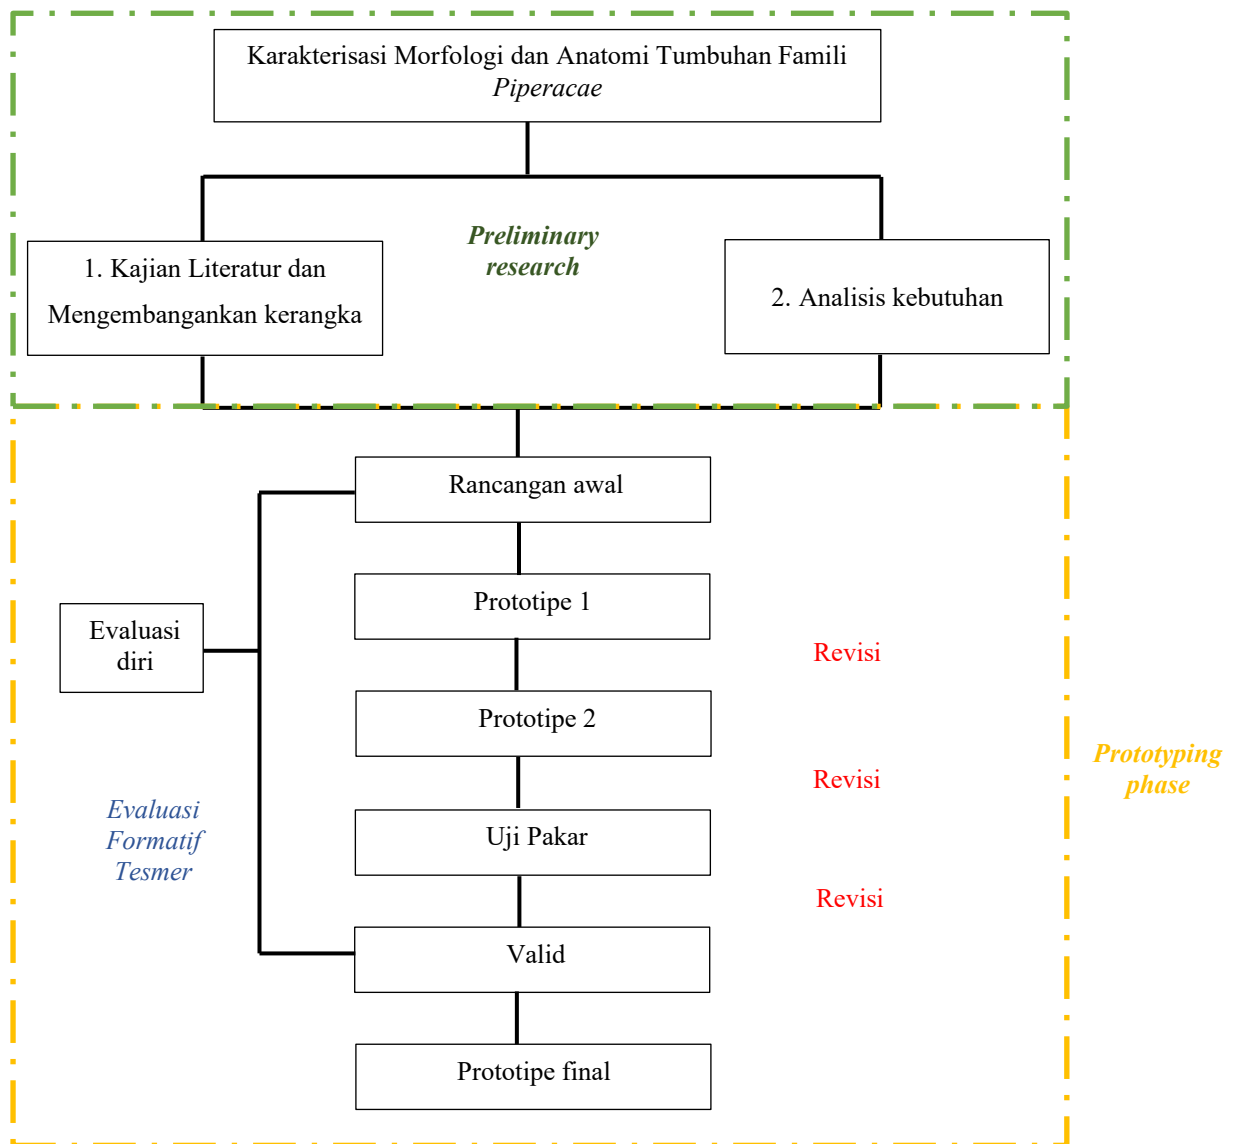 Karakterisasi Morfologi dan Anatomi Tumbuhan Famili
Piperacae
Preliminary
research
1. Kajian Literatur dan
Mengembangankan kerangka
2. Analisis kebutuhan
Rancangan awal
Prototipe 1
Evaluasi
diri
Revisi
Prototipe 2
Prototyping
phase
Revisi
Evaluasi
Formatif
Tesmer
Uji Pakar
Revisi
Valid
Prototipe final